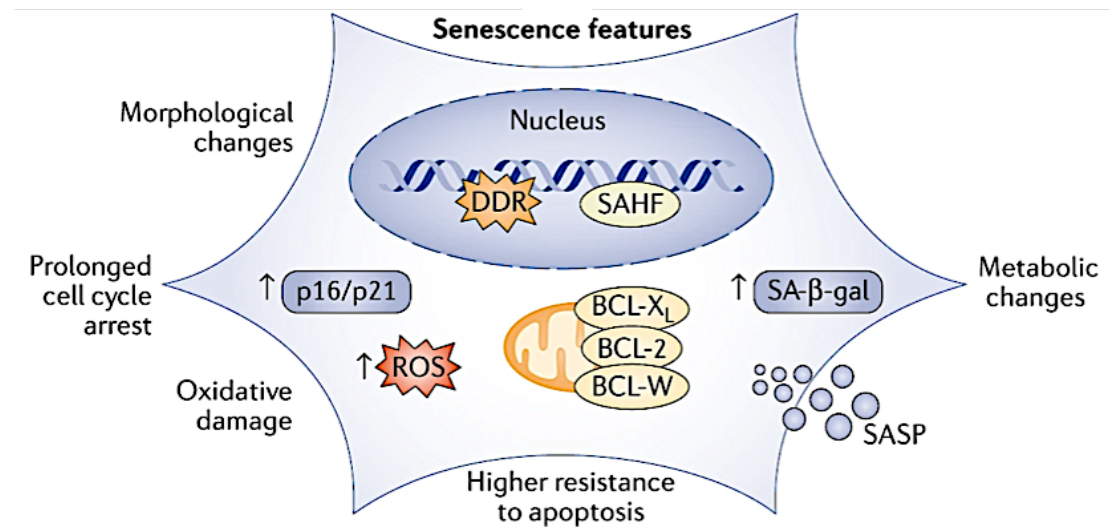 Senescence features
Morphological
changes
Nucleus
DDR
SAHF
Prolonged
cell cycle
arrest
↑ p16/p21
↑ SA-β-gal
Metabolic
changes
BCL-X_L
↑ ROS
BCL-2
BCL-W
Oxidative
damage
SASP
Higher resistance
to apoptosis